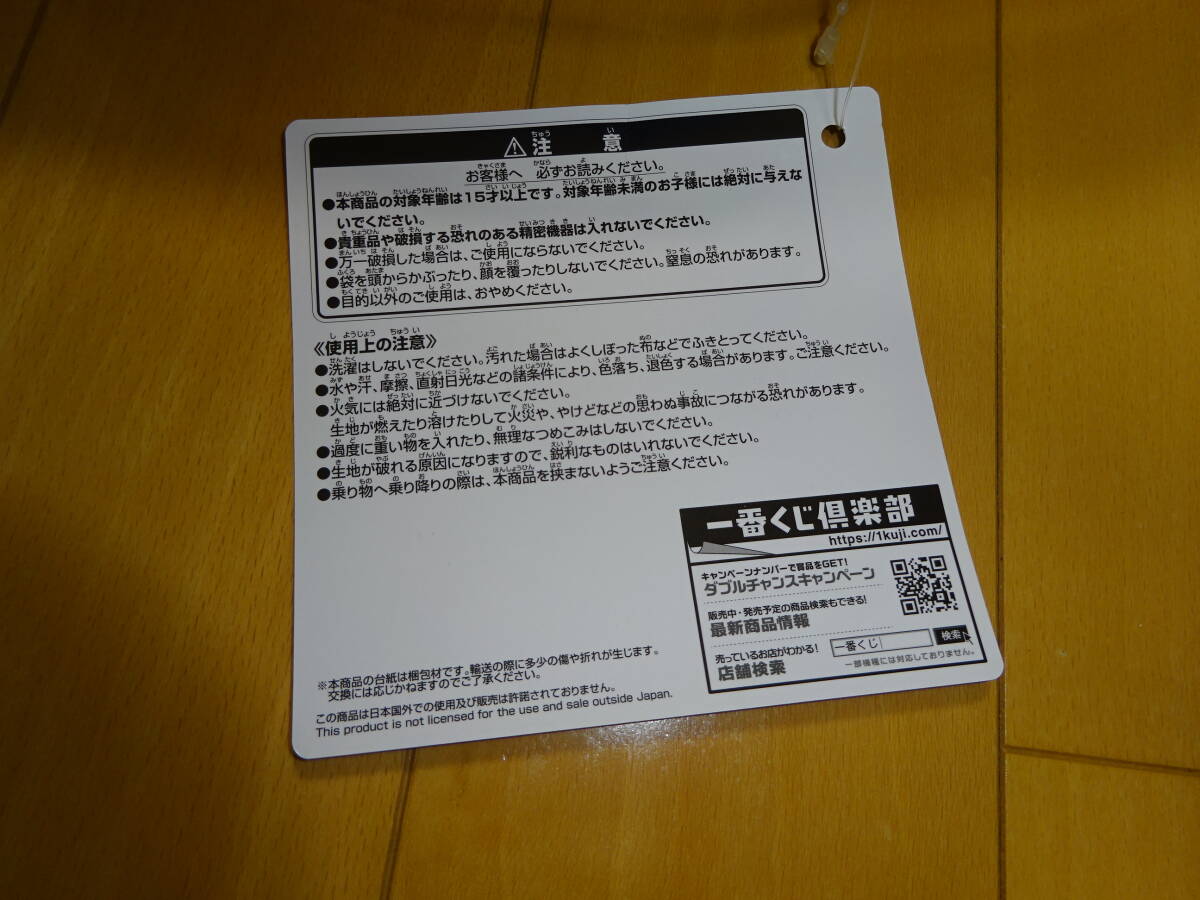 ⚠注意
お客様へ 必ずお読みください。
●本商品の対象年齢は15才以上です。対象年齢未満のお子様には絶対に与えな
いでください。
●貴重品や破損する恐れのある精密機器は入れないでください。
●万一破損した場合は、ご使用にならないでください。
●袋を頭からかぶったり、顔を覆ったりしないでください。窒息の恐れがあります。
●目的以外のご使用は、おやめください。
《使用上の注意》
●洗濯はしないでください。汚れた場合はよくしぼった布などでふきとってください。
●水や汗、摩擦、直射日光などの諸条件により、色落ち、退色する場合があります。ご注意ください。
●火気には絶対に近づけないでください。
生地が燃えたり溶けたりして火災や、やけどなどの思わぬ事故につながる恐れがあります。
●過度に重い物を入れたり、無理なつめこみはしないでください。
●生地が破れる原因になりますので、鋭利なものはいれないでください。
●乗り物へ乗り降りの際は、本商品を挟まないようご注意ください。
一番くじ倶楽部
https://1kuji.com/
キャンペーンナンバーで賞品をGET!
ダブルチャンスキャンペーン
販売中・発売予定の商品検索もできる!
最新商品情報
売っているお店がわかる!
店舗検索
一番くじ 検索
一部機種には対応しておりません。
※本商品の台紙は梱包材です。輸送の際に多少の傷や折れが生じます。
交換には応じかねますのでご了承ください。
この商品は日本国外での使用及び販売は許諾されておりません。
This product is not licensed for the use and sale outside Japan.